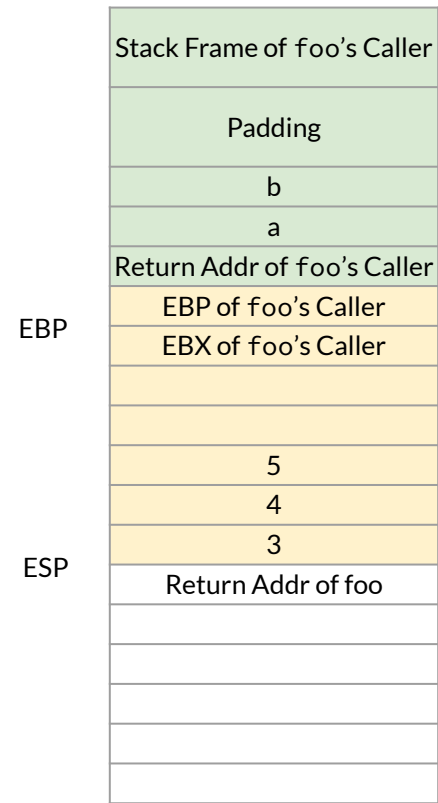 Stack Frame of foo’s Caller
Padding
b
a
Return Addr of foo’s Caller
EBP of foo’s Caller
EBP
EBX of foo’s Caller
5
4
3
ESP
Return Addr of foo